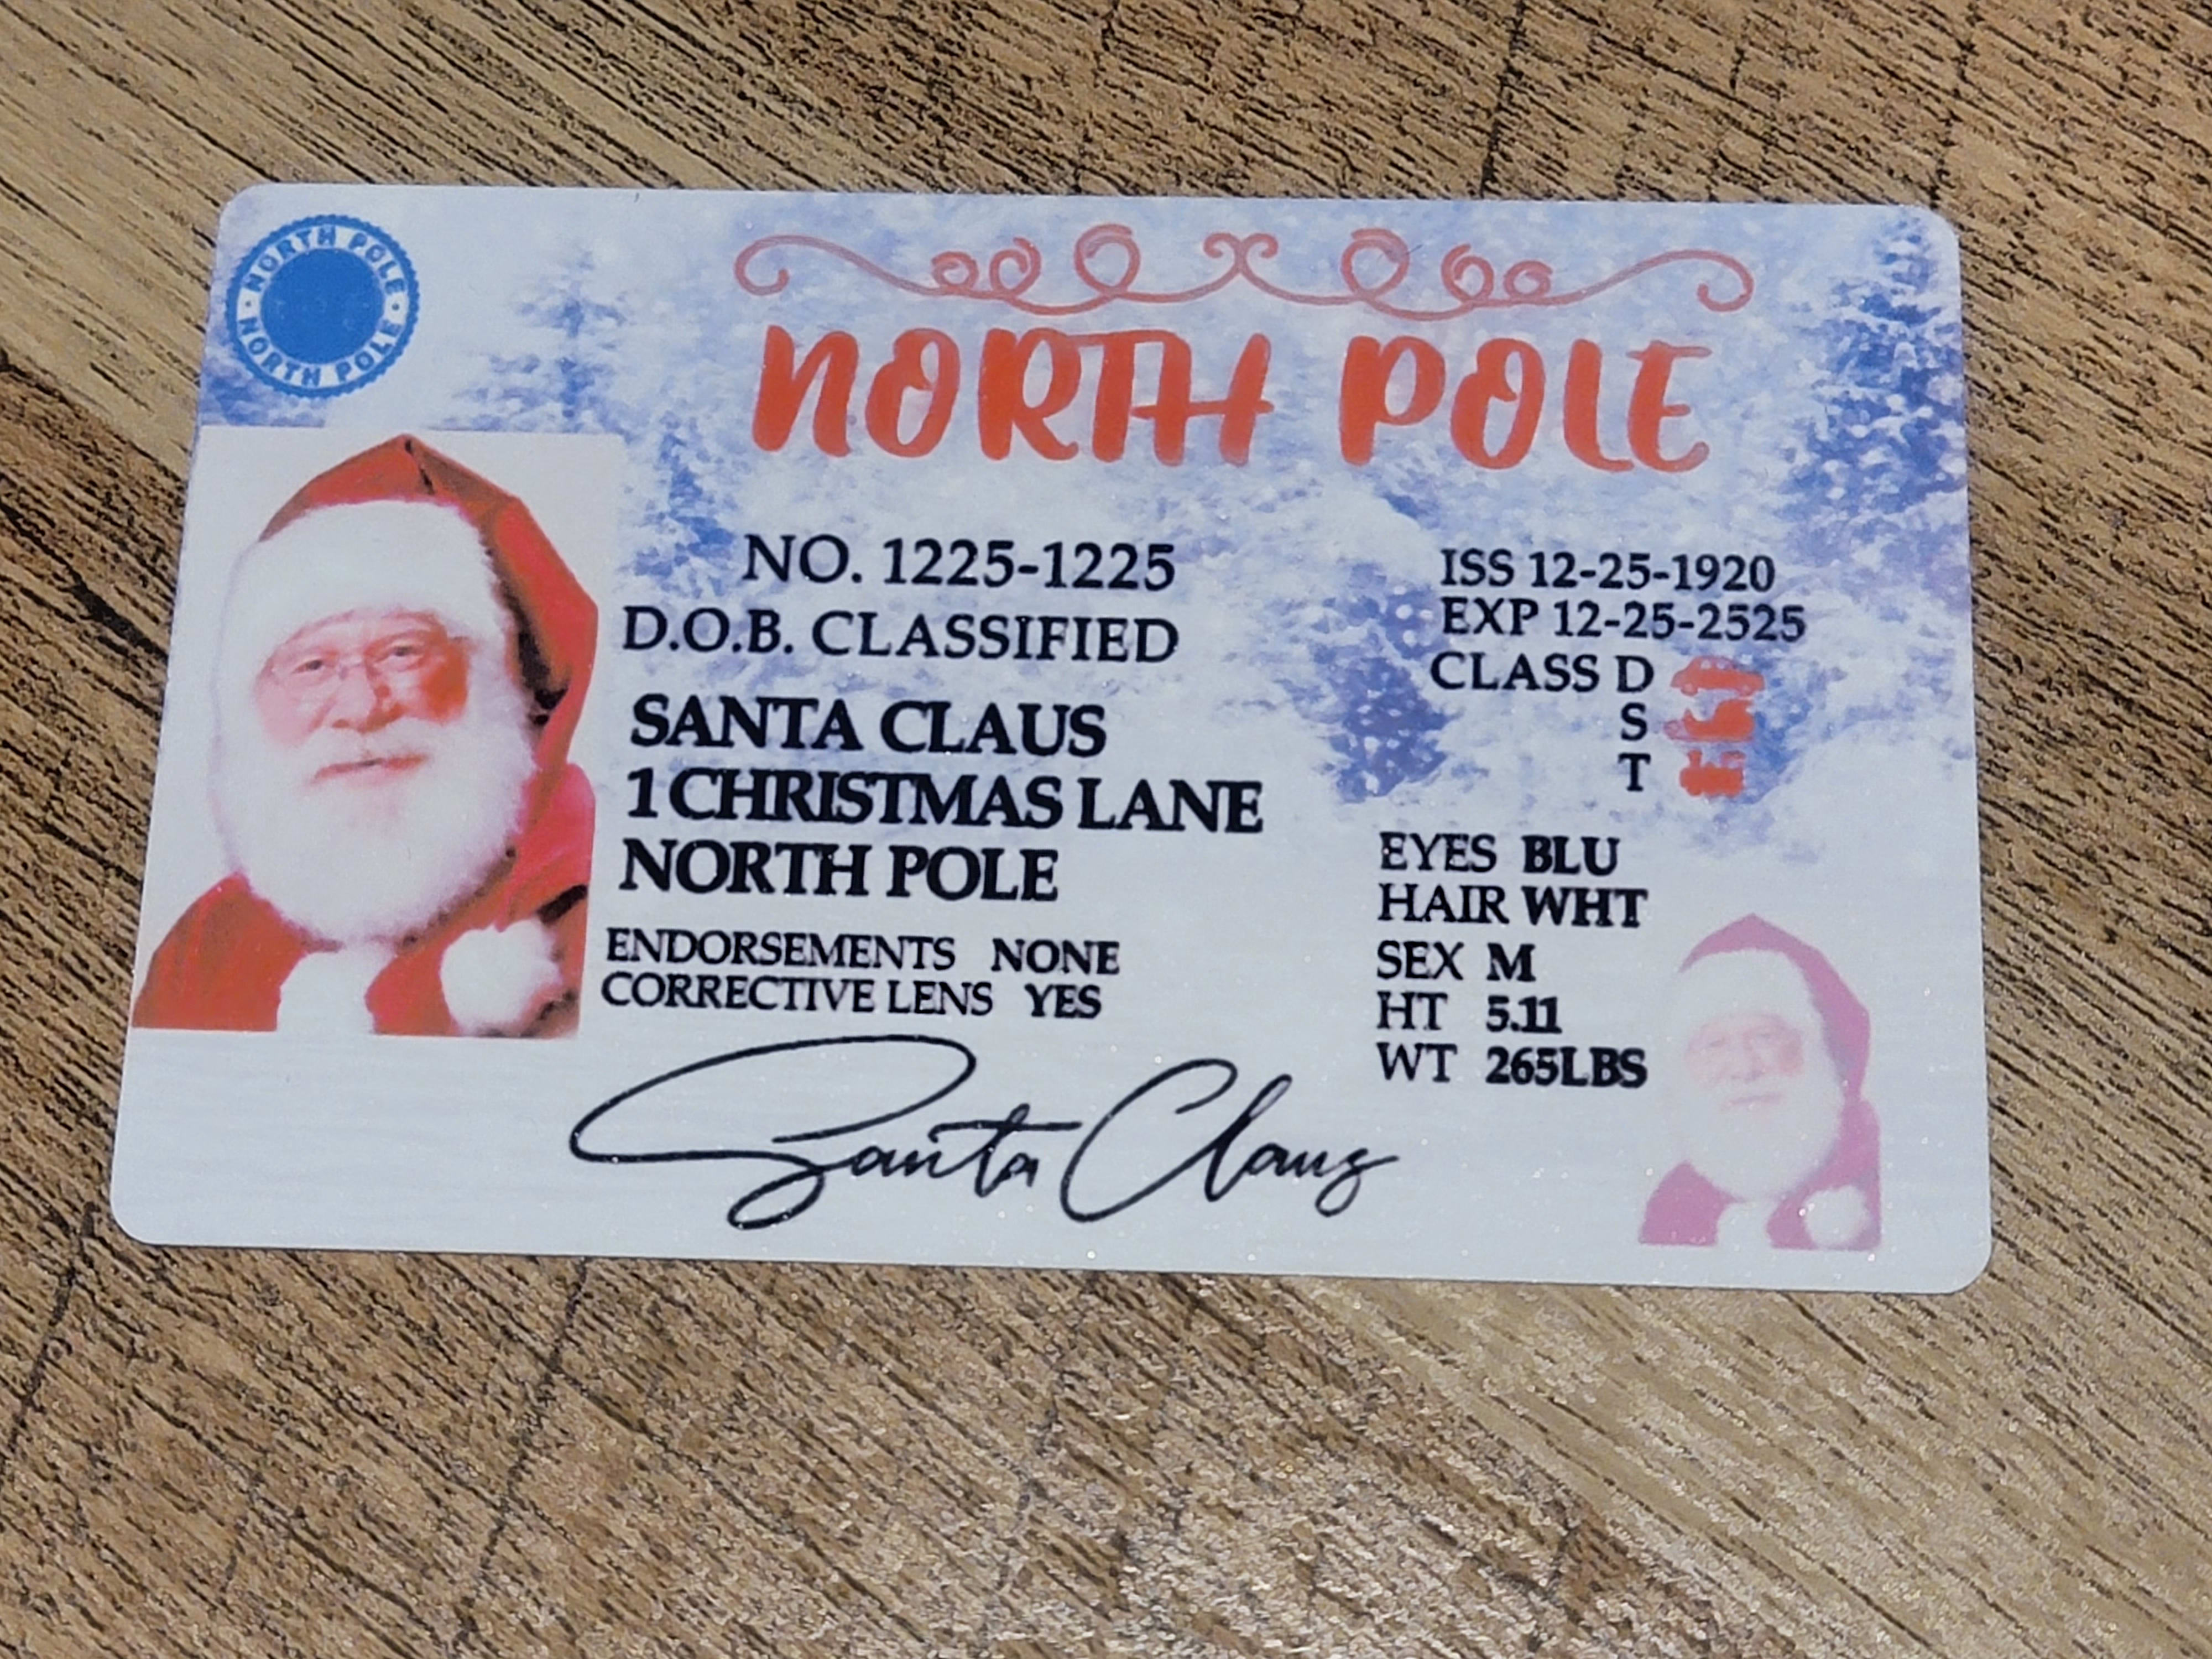 NORTH POLE
NORTH POLE
NORTH POLE
NO. 1225-1225
D.O.B. CLASSIFIED
SANTA CLAUS
1 CHRISTMAS LANE
NORTH POLE
ENDORSEMENTS NONE
CORRECTIVE LENS YES
Santa Claus
ISS 12-25-1920
EXP 12-25-2525
CLASS D
S
T
EYES BLU
HAIR WHT
SEX M
HT 5.11
WT 265LBS